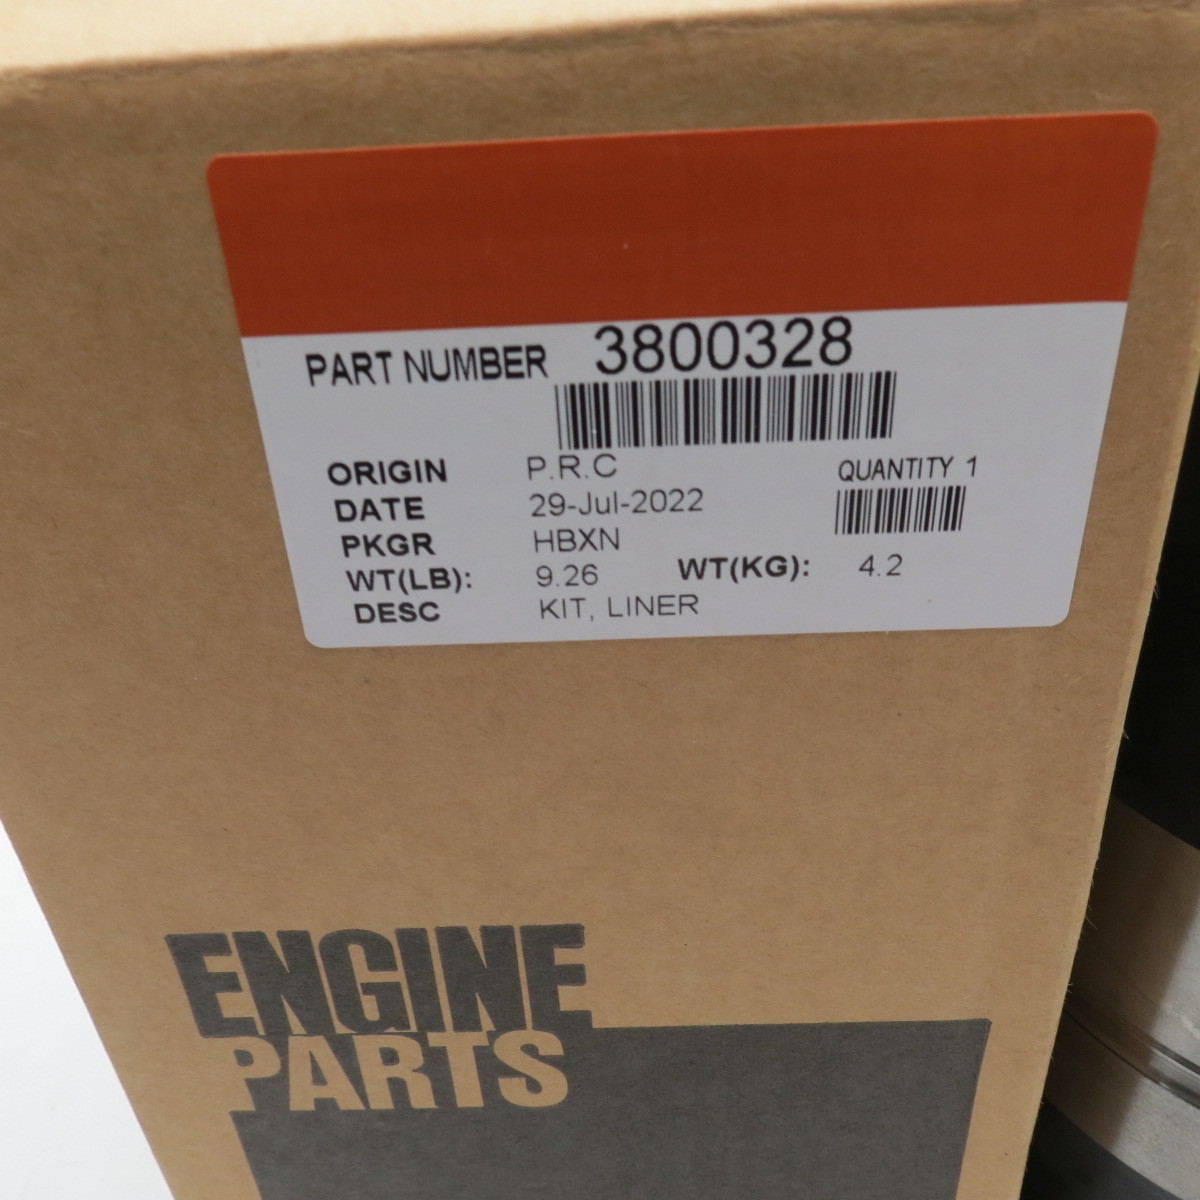 PART NUMBER 3800328
ORIGIN P.R.C QUANTITY 1
DATE 29-Jul-2022
PKGR HBXN
WT(LB): 9.26 WT(KG): 4.2
DESC KIT, LINER
ENGINE
PARTS